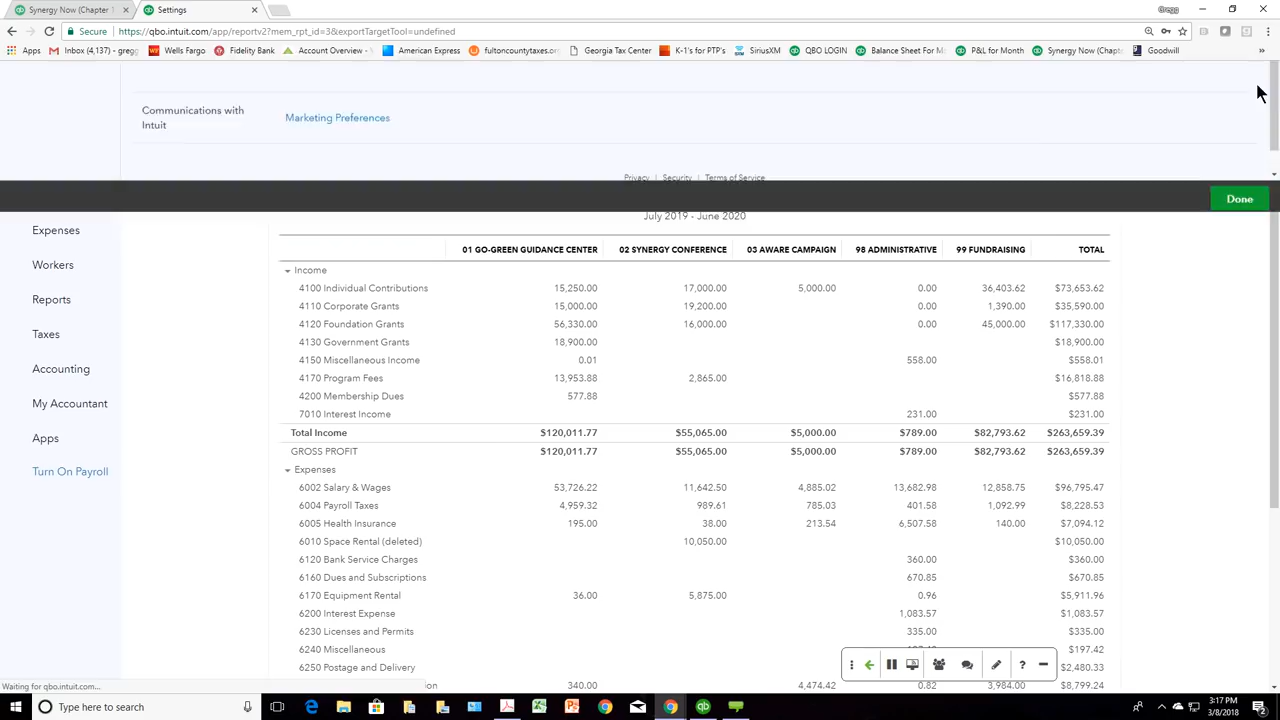 Synergy Now (Chapter 1 Settings Gregg
Secure https://qbo.intuit.com/app/reportv2?mem_rpt_id=3&exportTargetTool=undefined
Apps Inbox (4,137) - gregg Wells Fargo Fidelity Bank Account Overview - American Express fultoncountytaxes.org Georgia Tax Center K-1's for PTP's SiriusXM QBO LOGIN Balance Sheet For M P&L for Month Synergy Now (Chapt Goodwill »
Communications with Intuit Marketing Preferences
Privacy | Security | Terms of Service
Done
July 2019 - June 2020
Expenses
Workers
Reports
Taxes
Accounting
My Accountant
Apps
Turn On Payroll
01 GO-GREEN GUIDANCE CENTER 02 SYNERGY CONFERENCE 03 AWARE CAMPAIGN 98 ADMINISTRATIVE 99 FUNDRAISING TOTAL
Income
4100 Individual Contributions 15,250.00 17,000.00 5,000.00 0.00 36,403.62 $73,653.62
4110 Corporate Grants 15,000.00 19,200.00 0.00 1,390.00 $35,590.00
4120 Foundation Grants 56,330.00 16,000.00 0.00 45,000.00 $117,330.00
4130 Government Grants 18,900.00 $18,900.00
4150 Miscellaneous Income 0.01 558.00 $558.01
4170 Program Fees 13,953.88 2,865.00 $16,818.88
4200 Membership Dues 577.88 $577.88
7010 Interest Income 231.00 $231.00
Total Income $120,011.77 $55,065.00 $5,000.00 $789.00 $82,793.62 $263,659.39
GROSS PROFIT $120,011.77 $55,065.00 $5,000.00 $789.00 $82,793.62 $263,659.39
Expenses
6002 Salary & Wages 53,726.22 11,642.50 4,885.02 13,682.98 12,858.75 $96,795.47
6004 Payroll Taxes 4,959.32 989.61 785.03 401.58 1,092.99 $8,228.53
6005 Health Insurance 195.00 38.00 213.54 6,507.58 140.00 $7,094.12
6010 Space Rental (deleted) 10,050.00 $10,050.00
6120 Bank Service Charges 360.00 $360.00
6160 Dues and Subscriptions 670.85 $670.85
6170 Equipment Rental 36.00 5,875.00 0.96 $5,911.96
6200 Interest Expense 1,083.57 $1,083.57
6230 Licenses and Permits 335.00 $335.00
6240 Miscellaneous $197.42
6250 Postage and Delivery $2,480.33
on 340.00 4,474.42 0.82 3,984.00 $8,799.24
Waiting for qbo.intuit.com...
Type here to search
3:17 PM
3/8/2018